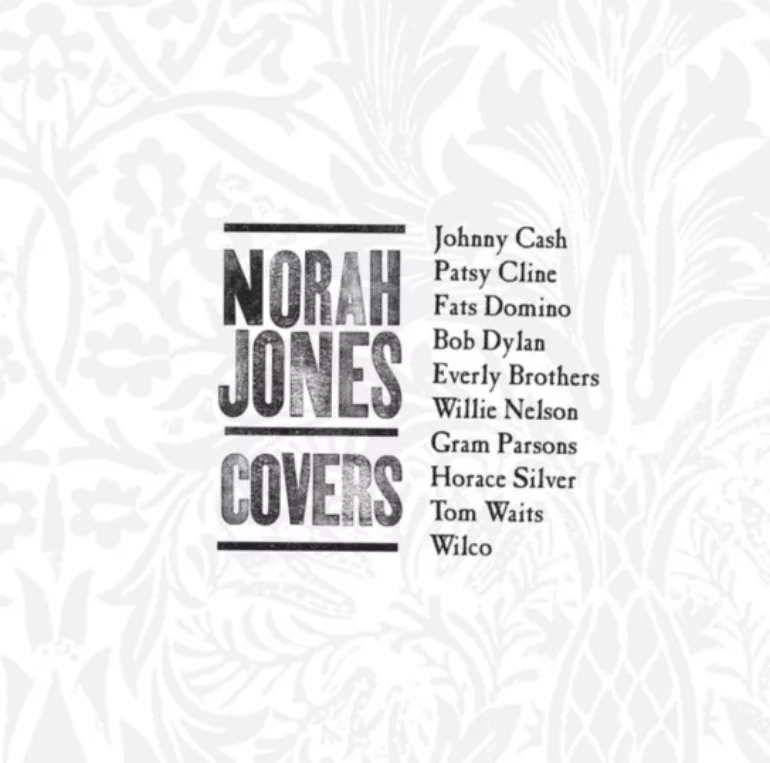 NORAH
JONES
COVERS
Johnny Cash
Patsy Cline
Fats Domino
Bob Dylan
Everly Brothers
Willie Nelson
Gram Parsons
Horace Silver
Tom Waits
Wilco